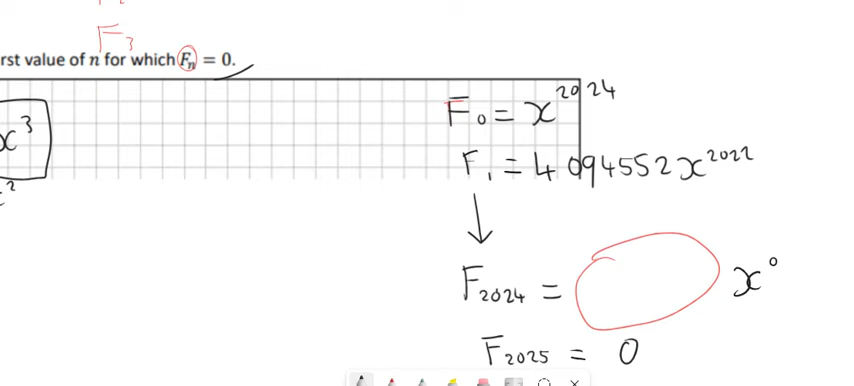 F₃
rst value of n for which Fₙ = 0.
F₀ = x²⁰²⁴
x³
F₁ = 4094552x²⁰²²
F₂₀₂₄ = x⁰
F₂₀₂₅ = 0